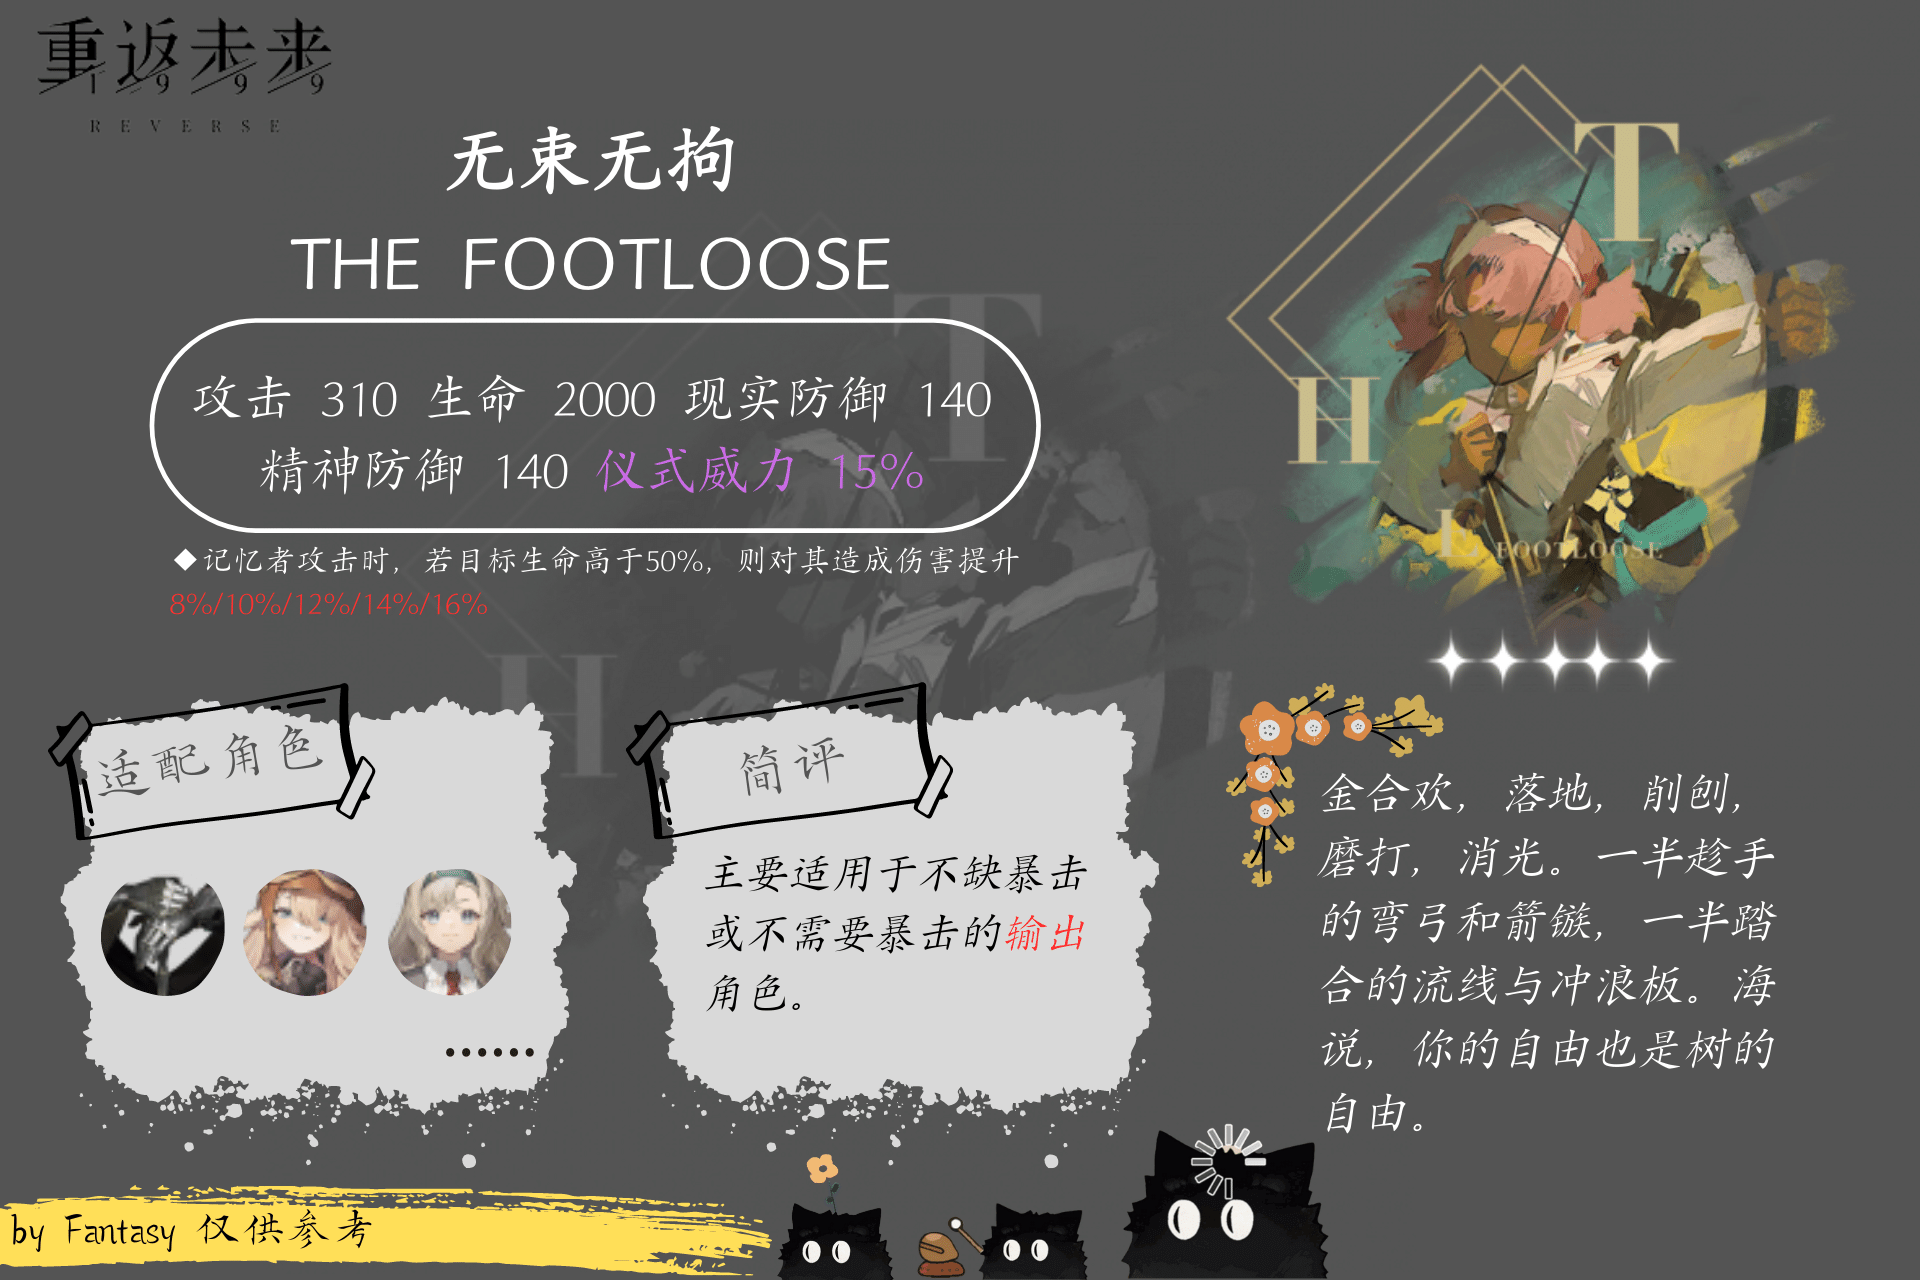 重返未来
1 9 9 9
REVERSE
无束无拘
THE FOOTLOOSE
攻击 310 生命 2000 现实防御 140
精神防御 140 仪式威力 15%
◆记忆者攻击时，若目标生命高于50%，则对其造成伤害提升
8%/10%/12%/14%/16%
T
H
E FOOTLOOSE
适配角色
······
简评
主要适用于不缺暴击
或不需要暴击的输出
角色。
金合欢，落地，削刨，
磨打，消光。一半趁手
的弯弓和箭镞，一半踏
合的流线与冲浪板。海
说，你的自由也是树的
自由。
by Fantasy 仅供参考